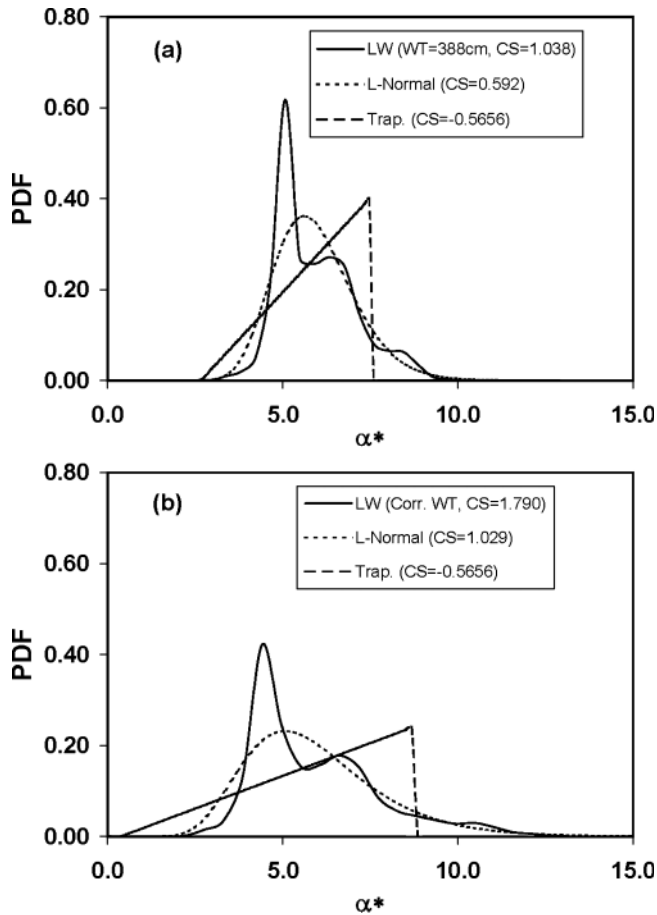 0.80
(a)
LW (WT=388cm, CS=1.038)
L-Normal (CS=0.592)
Trap. (CS=-0.5656)
0.60
0.40
0.20
0.00
PDF
0.0 5.0 10.0 15.0
α*
0.80
(b)
LW (Corr. WT, CS=1.790)
L-Normal (CS=1.029)
Trap. (CS=-0.5656)
0.60
0.40
0.20
0.00
PDF
0.0 5.0 10.0 15.0
α*